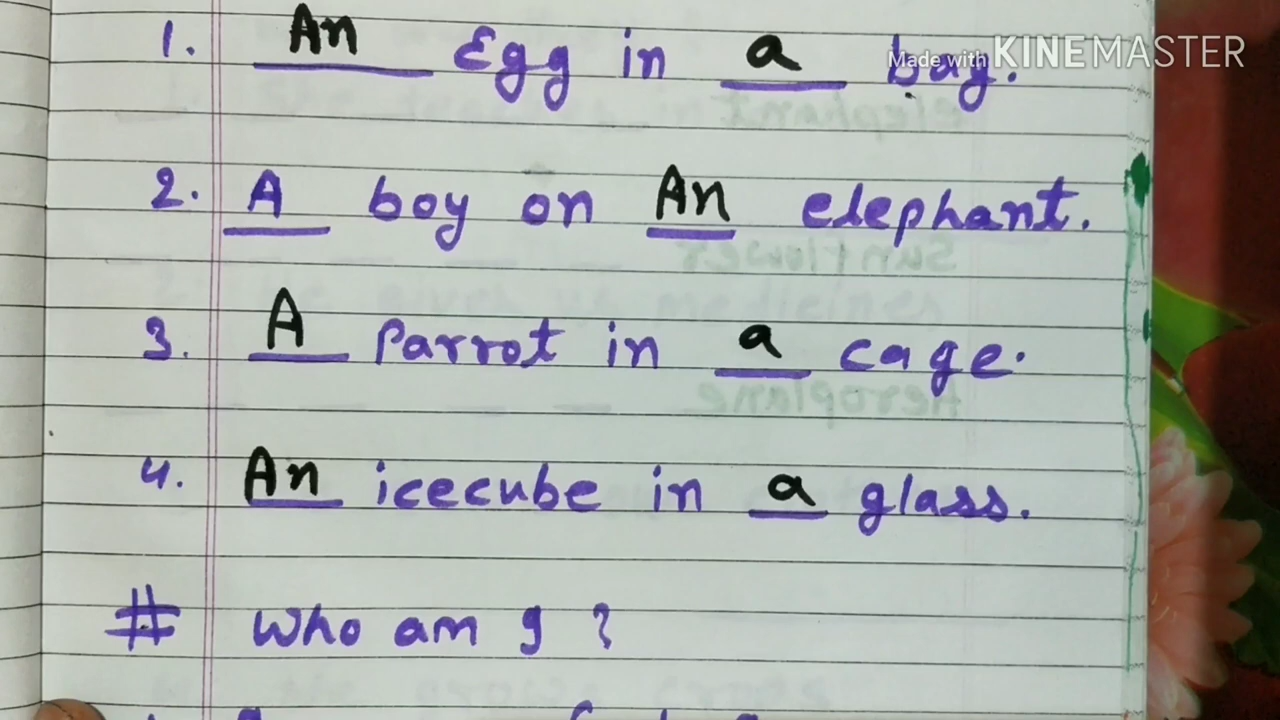 Made with KINEMASTER
1. An Egg in a bag.
2. A boy on An elephant.
3. A Parrot in a cage.
4. An icecube in a glass.
# Who am I ?